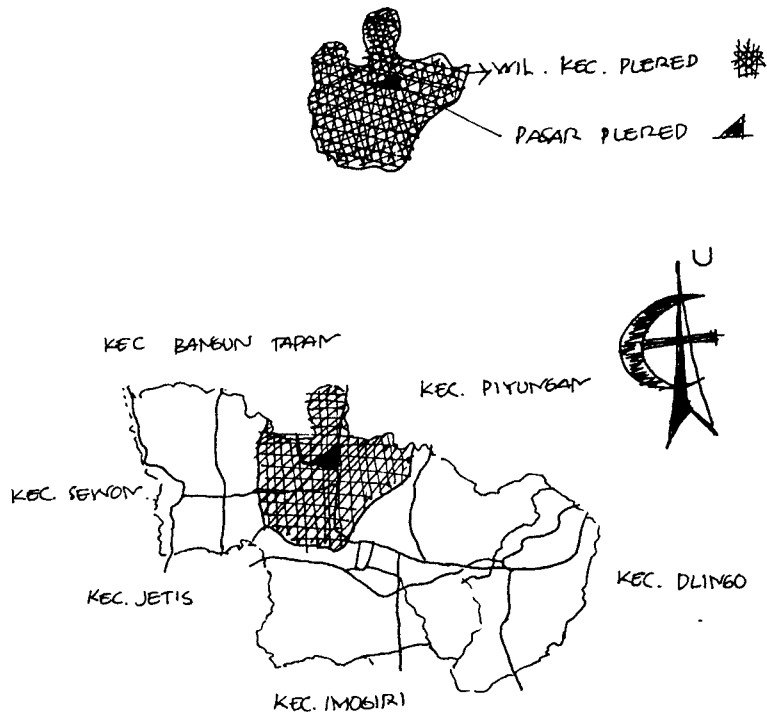 WIL. KEC. PLERED
PASAR PLERED
U
KEC BANGUN TAPAN
KEC. PIYUNGAN
KEC. SEWON.
KEC. JETIS
KEC. DLINGO
KEC. IMOGIRI